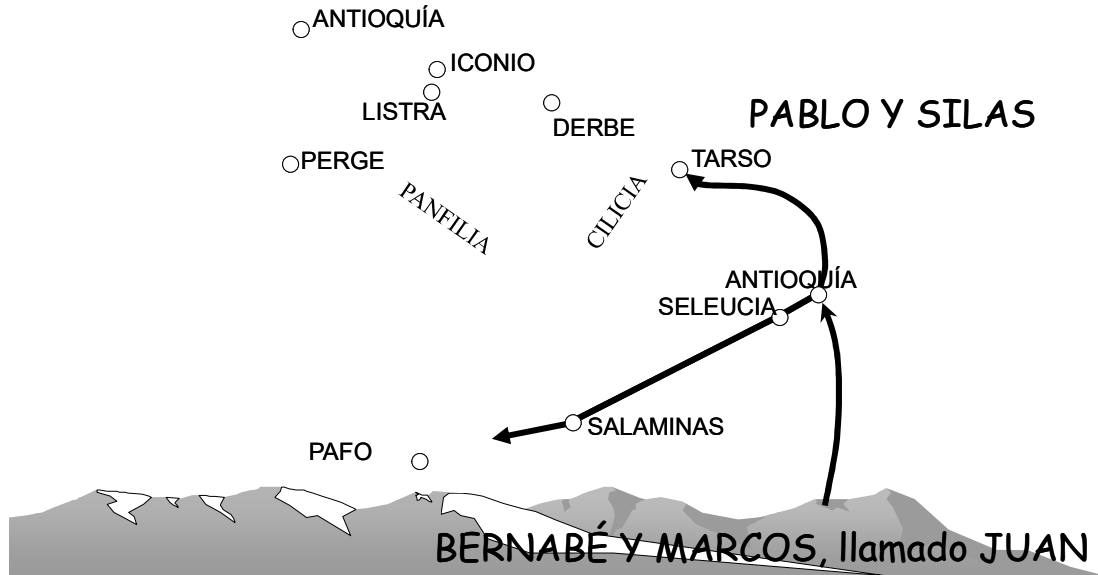 ANTIOQUÍA
ICONIO
LISTRA
DERBE
PABLO Y SILAS
PERGE
TARSO
PANFILIA
CILICIA
ANTIOQUÍA
SELEUCIA
SALAMINAS
PAFO
BERNABÉ Y MARCOS, llamado JUAN